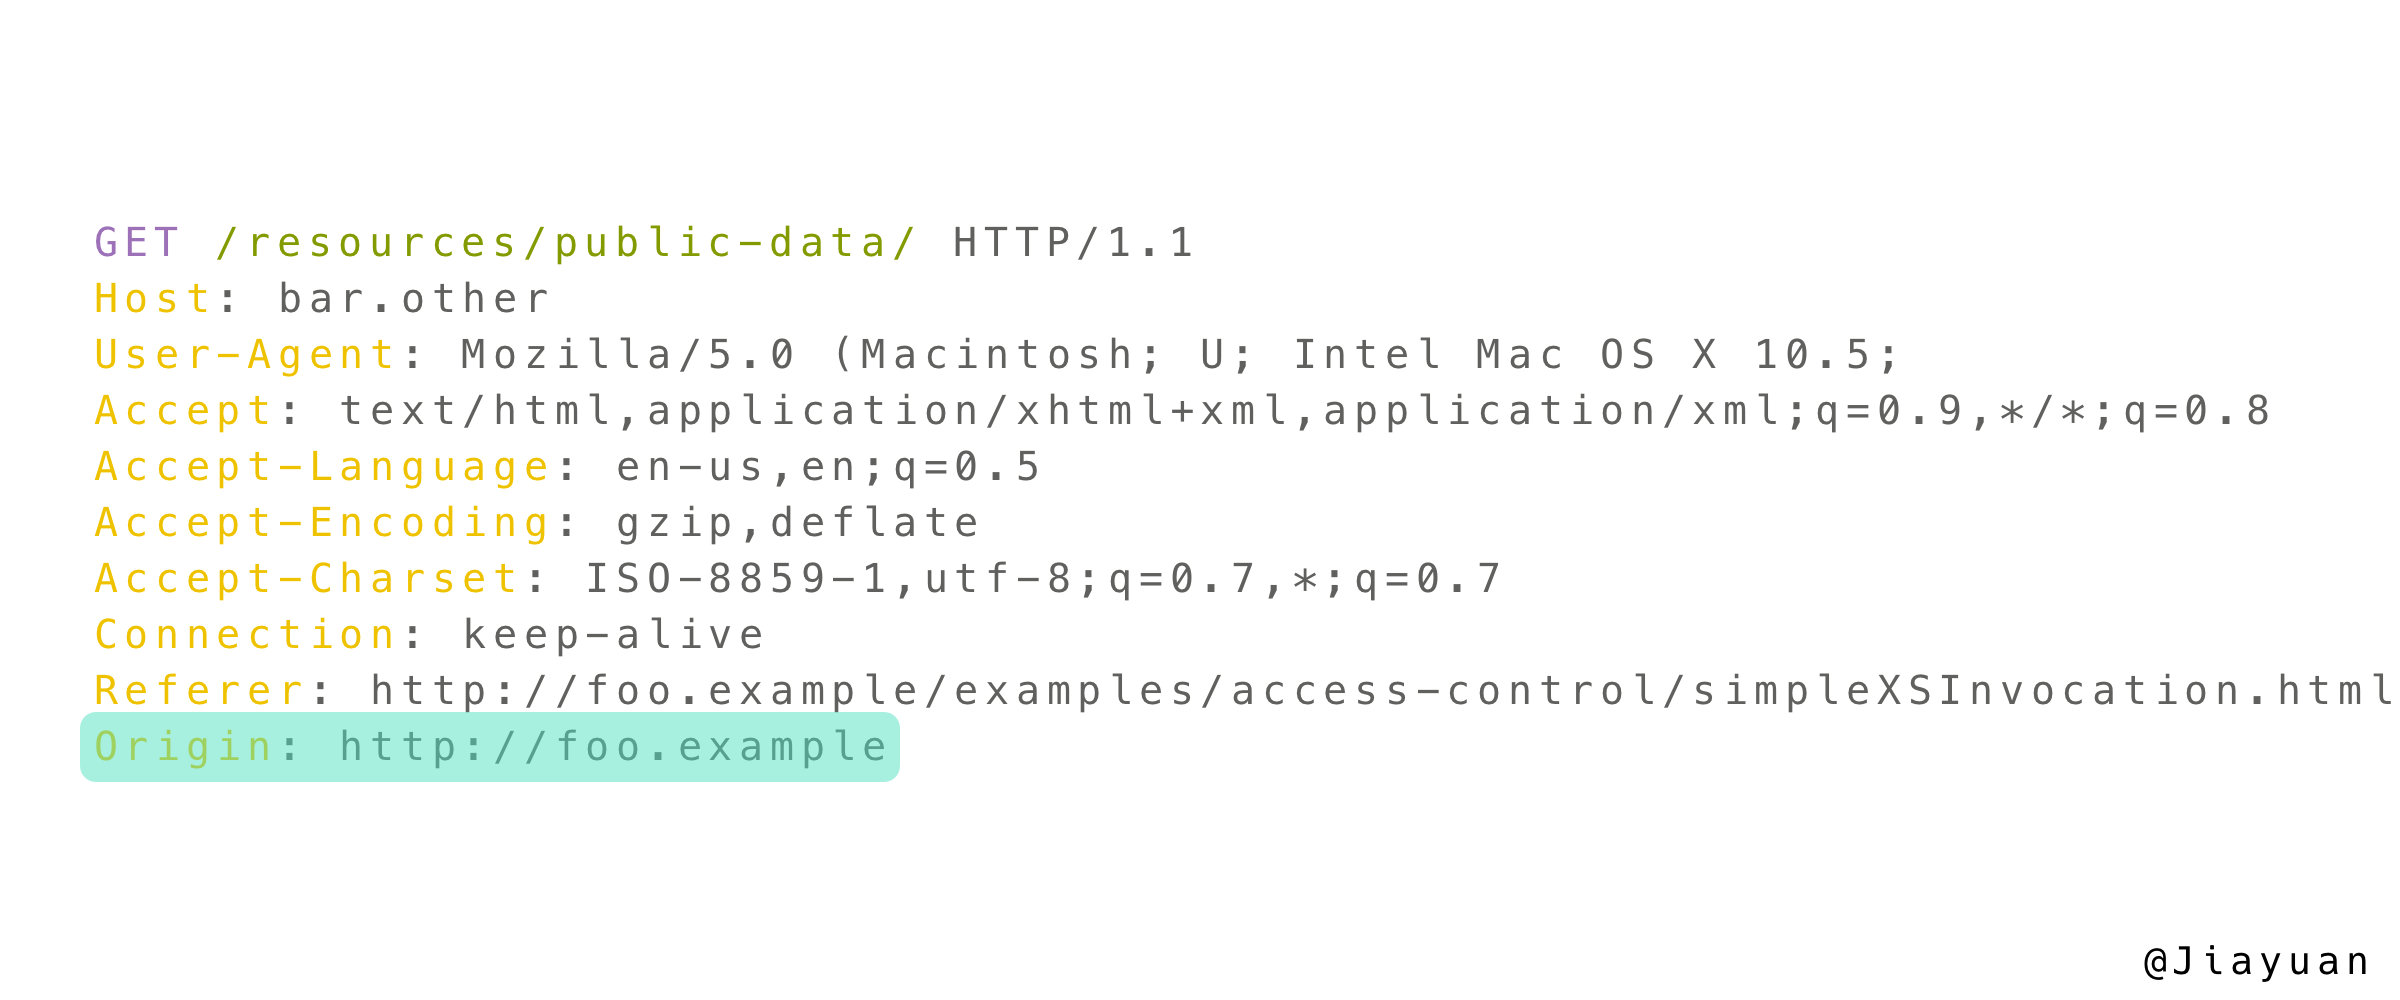 GET /resources/public-data/ HTTP/1.1
Host: bar.other
User-Agent: Mozilla/5.0 (Macintosh; U; Intel Mac OS X 10.5;
Accept: text/html,application/xhtml+xml,application/xml;q=0.9,*/*;q=0.8
Accept-Language: en-us,en;q=0.5
Accept-Encoding: gzip,deflate
Accept-Charset: ISO-8859-1,utf-8;q=0.7,*;q=0.7
Connection: keep-alive
Referer: http://foo.example/examples/access-control/simpleXSInvocation.html
Origin: http://foo.example
@Jiayuan